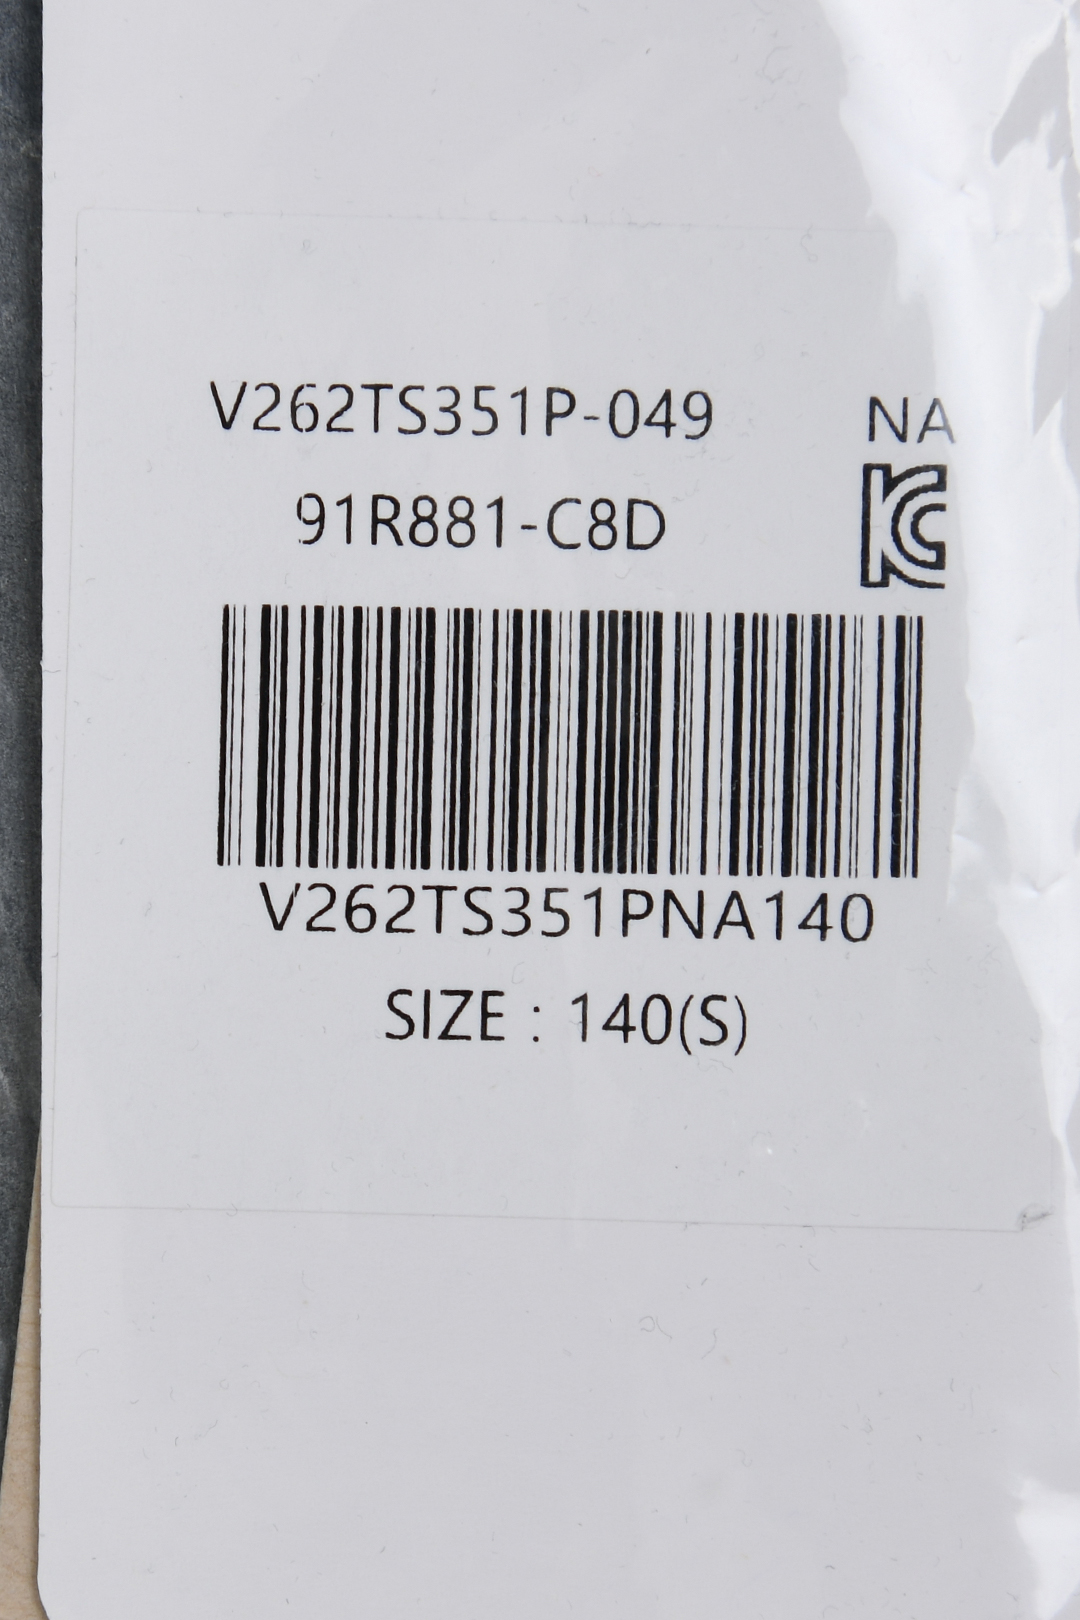 V262TS351P-049 NA
91R881-C8D
V262TS351PNA140
SIZE : 140(S)